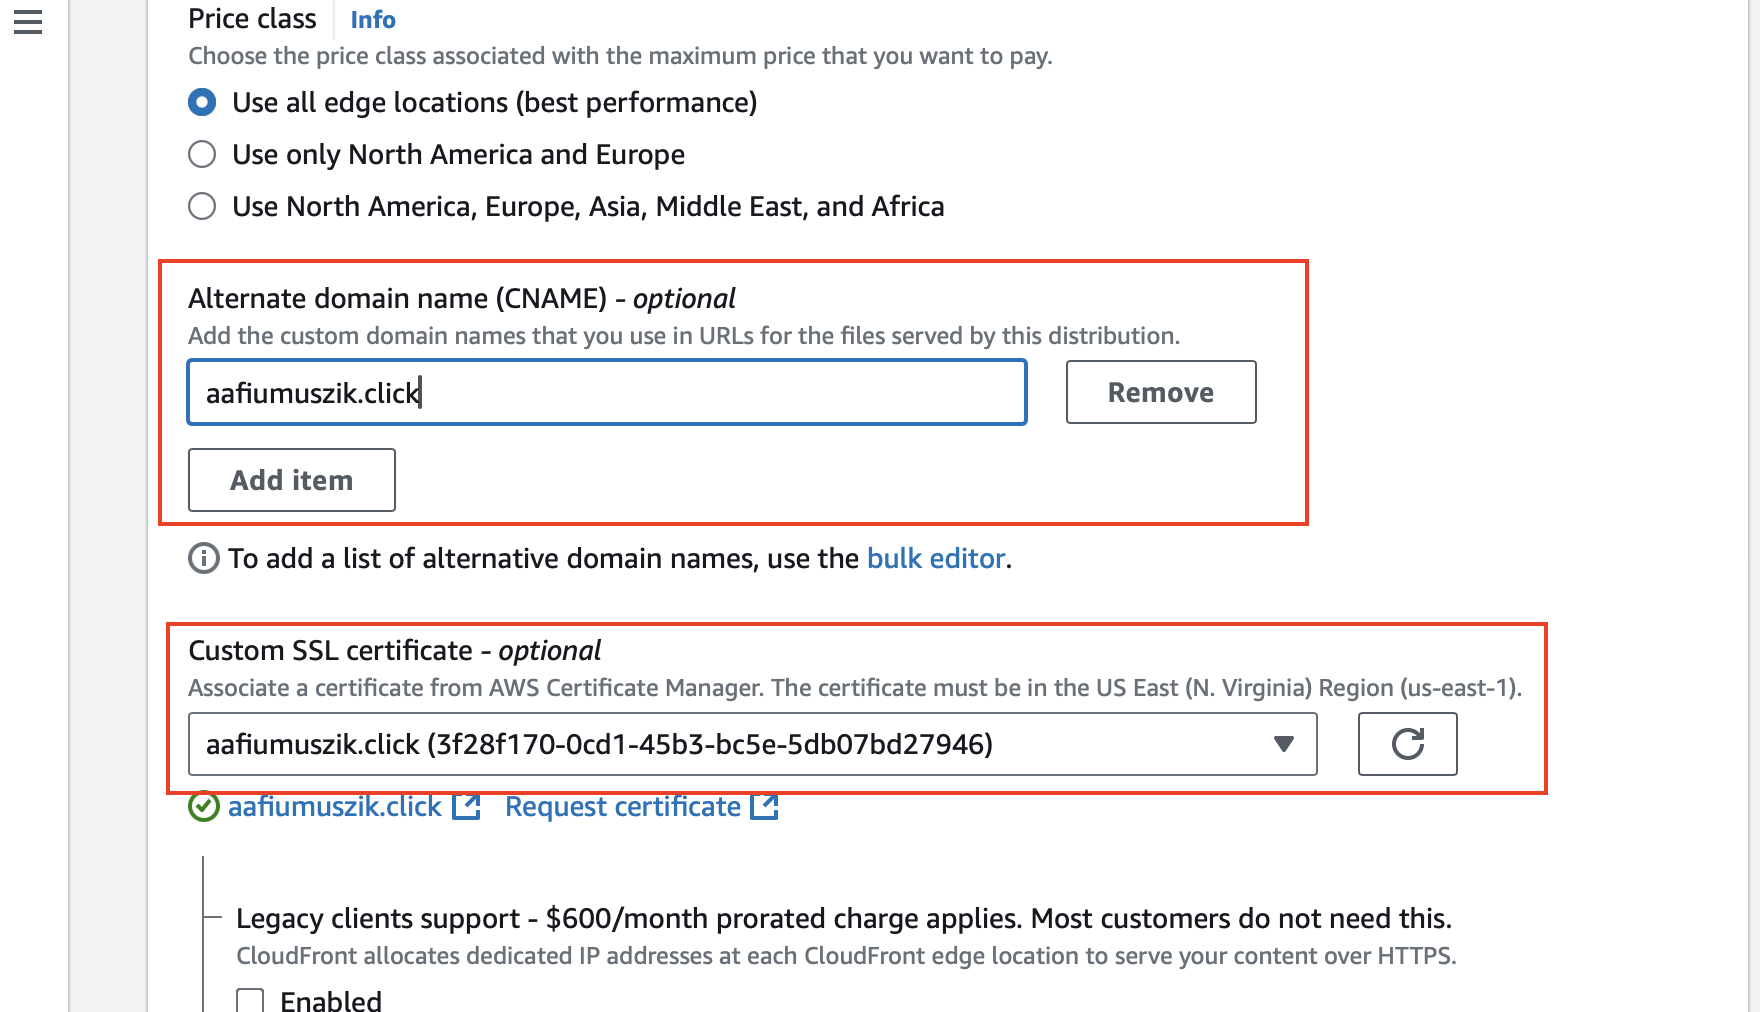 Price class Info
Choose the price class associated with the maximum price that you want to pay.
Use all edge locations (best performance)
Use only North America and Europe
Use North America, Europe, Asia, Middle East, and Africa
Alternate domain name (CNAME) - optional
Add the custom domain names that you use in URLs for the files served by this distribution.
aafiumuszik.click Remove
Add item
To add a list of alternative domain names, use the bulk editor.
Custom SSL certificate - optional
Associate a certificate from AWS Certificate Manager. The certificate must be in the US East (N. Virginia) Region (us-east-1).
aafiumuszik.click (3f28f170-0cd1-45b3-bc5e-5db07bd27946)
aafiumuszik.click Request certificate
Legacy clients support - $600/month prorated charge applies. Most customers do not need this.
CloudFront allocates dedicated IP addresses at each CloudFront edge location to serve your content over HTTPS.
Enabled